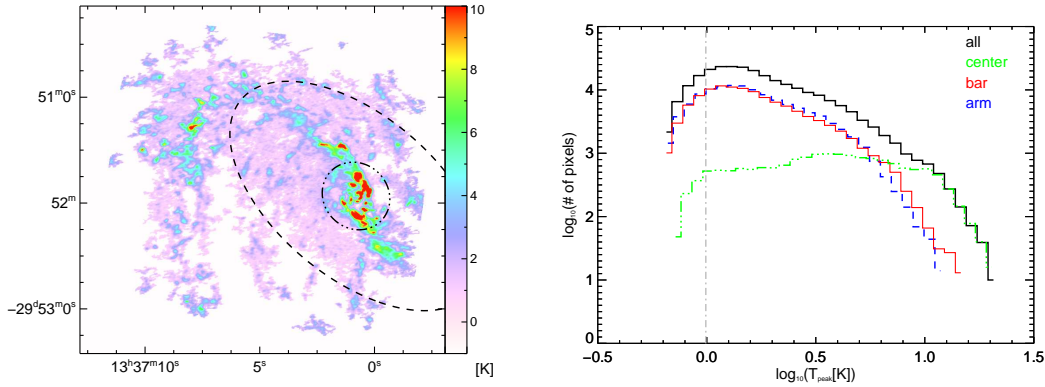 10
8
6
4
2
0
[K]
51ᵐ0ˢ
52ᵐ
−29ᵈ53ᵐ0ˢ
13ʰ37ᵐ10ˢ
5ˢ
0ˢ
all
center
red
arm
bar
5
4
3
2
1
0
log₁₀(# of pixels)
−0.5
0.0
0.5
1.0
1.5
log₁₀(Tₚₑₐₖ[K])